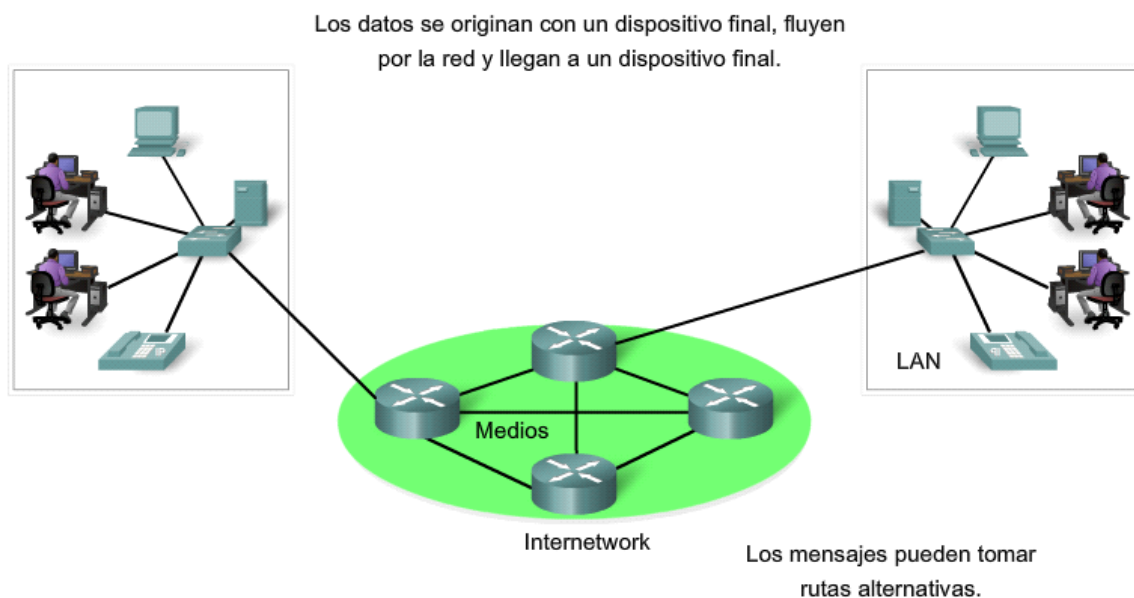 Los datos se originan con un dispositivo final, fluyen
por la red y llegan a un dispositivo final.
LAN
Medios
Internetwork
Los mensajes pueden tomar
rutas alternativas.